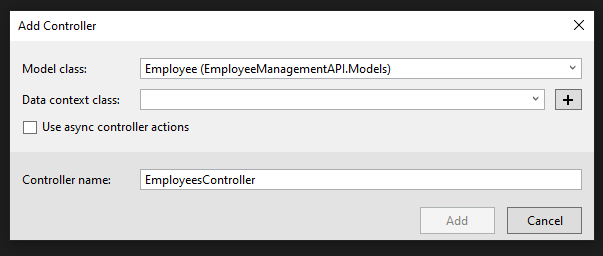 Add Controller
Model class: Employee (EmployeeManagementAPI.Models)
Data context class:
Use async controller actions
Controller name: EmployeesController
Add Cancel